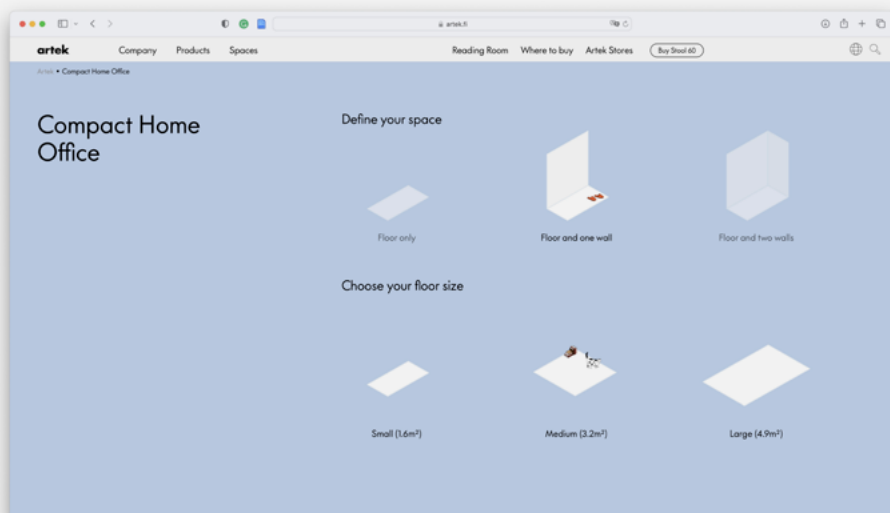 artek.fi
artek
Company Products Spaces
Reading Room Where to buy Artek Stores Buy Stool 60
Artek • Compact Home Office
Compact Home
Office
Define your space
Floor only
Floor and one wall
Floor and two walls
Choose your floor size
Small (1.6m²)
Medium (3.2m²)
Large (4.9m²)